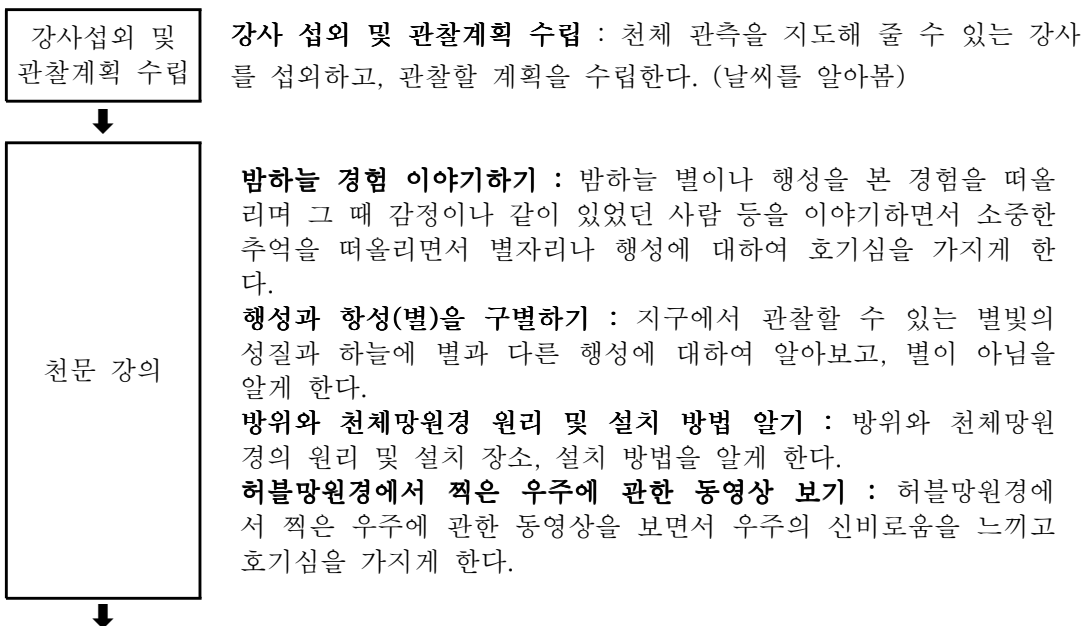 강사섭외 및
관찰계획 수립
강사 섭외 및 관찰계획 수립 : 천체 관측을 지도해 줄 수 있는 강사
를 섭외하고, 관찰할 계획을 수립한다. (날씨를 알아봄)
천문 강의
밤하늘 경험 이야기하기 : 밤하늘 별이나 행성을 본 경험을 떠올
리며 그 때 감정이나 같이 있었던 사람 등을 이야기하면서 소중한
추억을 떠올리면서 별자리나 행성에 대하여 호기심을 가지게 한
다.
행성과 항성(별)을 구별하기 : 지구에서 관찰할 수 있는 별빛의
성질과 하늘에 별과 다른 행성에 대하여 알아보고, 별이 아님을
알게 한다.
방위와 천체망원경 원리 및 설치 방법 알기 : 방위와 천체망원
경의 원리 및 설치 장소, 설치 방법을 알게 한다.
허블망원경에서 찍은 우주에 관한 동영상 보기 : 허블망원경에
서 찍은 우주에 관한 동영상을 보면서 우주의 신비로움을 느끼고
호기심을 가지게 한다.